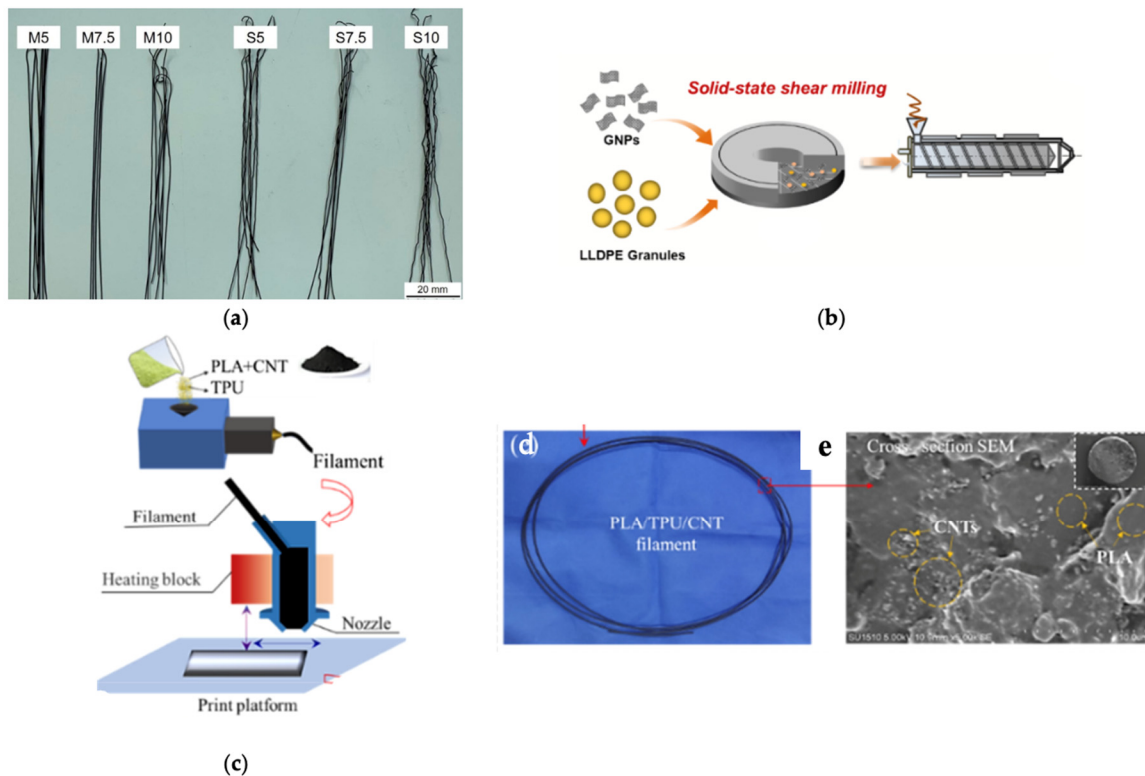 M5 M7.5 M10 S5 S7.5 S10
20 mm
(a)
Solid-state shear milling
GNPs
LLDPE Granules
(b)
PLA+CNT
TPU
Filament
Filament
Heating block
Nozzle
Print platform
(c)
(d)
PLA/TPU/CNT
filament
e
Cross - section SEM
CNTs
PLA